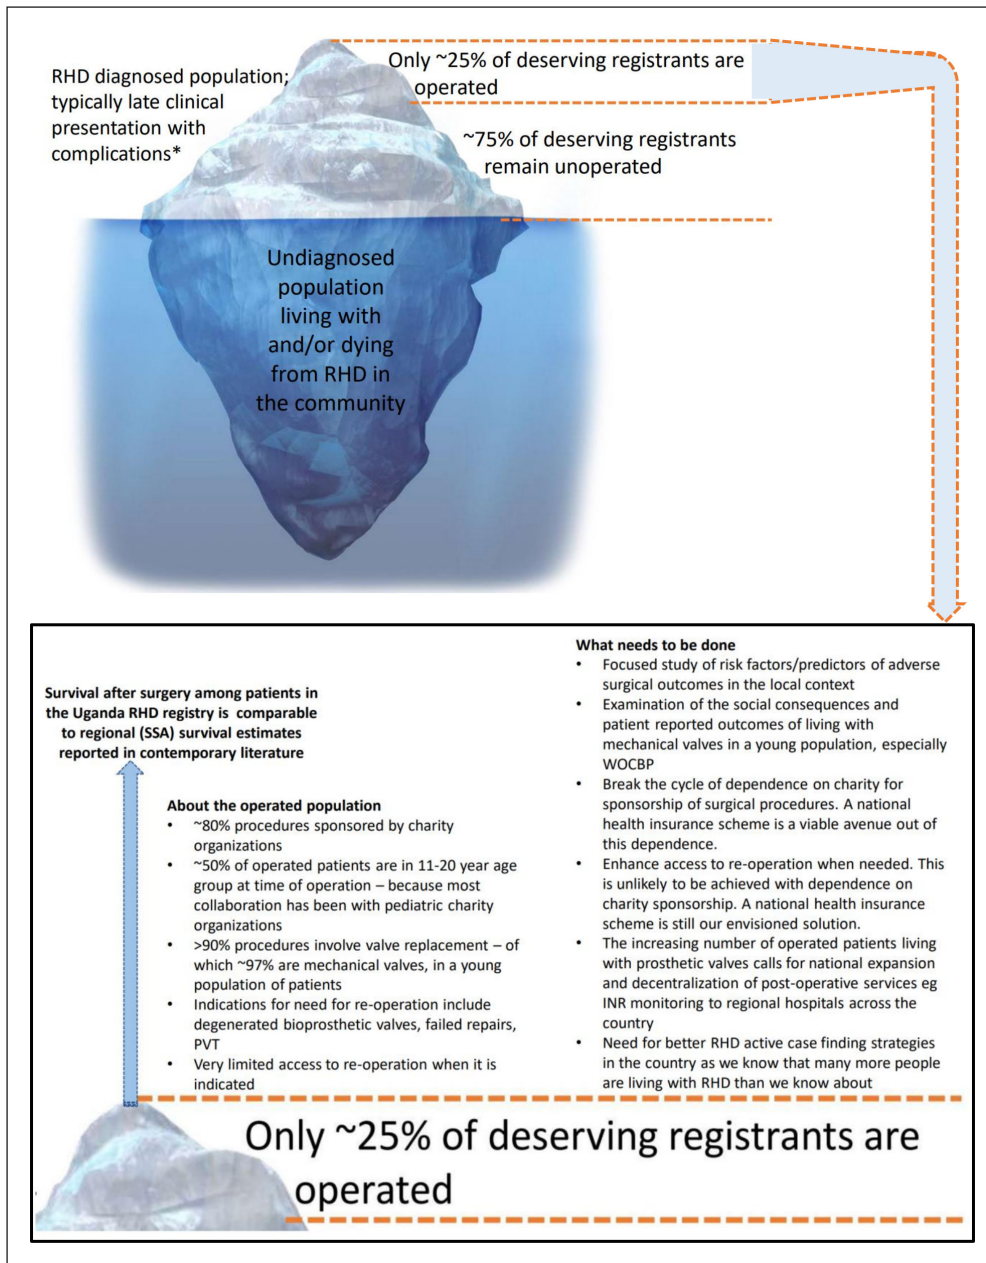 RHD diagnosed population;
typically late clinical
presentation with
complications*
Only ~25% of deserving registrants are
operated
~75% of deserving registrants
remain unoperated
Undiagnosed
population
living with
and/or dying
from RHD in
the community
Survival after surgery among patients in
the Uganda RHD registry is comparable
to regional (SSA) survival estimates
reported in contemporary literature
About the operated population
• ~80% procedures sponsored by charity
organizations
• ~50% of operated patients are in 11-20 year age
group at time of operation – because most
collaboration has been with pediatric charity
organizations
• >90% procedures involve valve replacement – of
which ~97% are mechanical valves, in a young
population of patients
• Indications for need for re-operation include
degenerated bioprosthetic valves, failed repairs,
PVT
• Very limited access to re-operation when it is
indicated
What needs to be done
• Focused study of risk factors/predictors of adverse
surgical outcomes in the local context
• Examination of the social consequences and
patient reported outcomes of living with
mechanical valves in a young population, especially
WOCBP
• Break the cycle of dependence on charity for
sponsorship of surgical procedures. A national
health insurance scheme is a viable avenue out of
this dependence.
• Enhance access to re-operation when needed. This
is unlikely to be achieved with dependence on
charity sponsorship. A national health insurance
scheme is still our envisioned solution.
• The increasing number of operated patients living
with prosthetic valves calls for national expansion
and decentralization of post-operative services eg
INR monitoring to regional hospitals across the
country
• Need for better RHD active case finding strategies
in the country as we know that many more people
are living with RHD than we know about
Only ~25% of deserving registrants are
operated